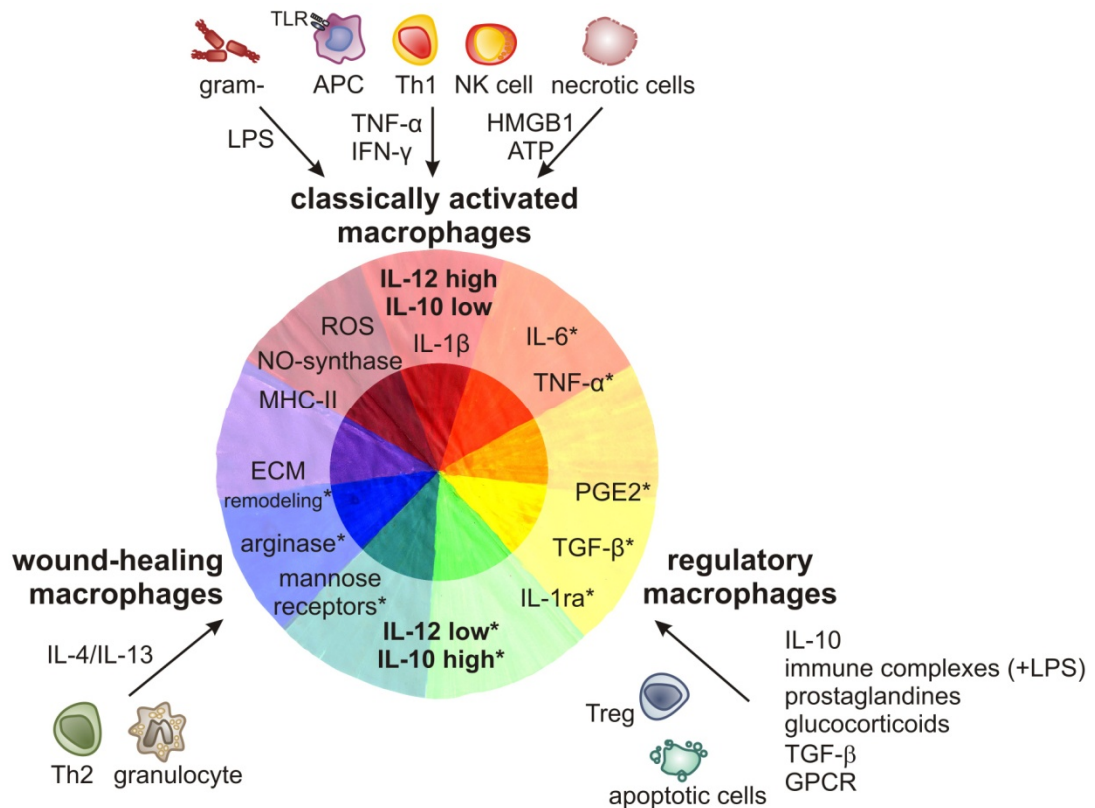 TLR
gram-
APC
Th1
NK cell
necrotic cells
LPS
TNF-α
IFN-γ
HMGB1
ATP
classically activated
macrophages
IL-12 high
IL-10 low
IL-1β
ROS
NO-synthase
MHC-II
IL-6*
TNF-α*
ECM
remodeling*
arginase*
mannose
receptors*
PGE2*
TGF-β*
IL-1ra*
IL-12 low*
IL-10 high*
wound-healing
macrophages
IL-4/IL-13
Th2
granulocyte
regulatory
macrophages
IL-10
immune complexes (+LPS)
prostaglandines
glucocorticoids
TGF-β
GPCR
Treg
apoptotic cells